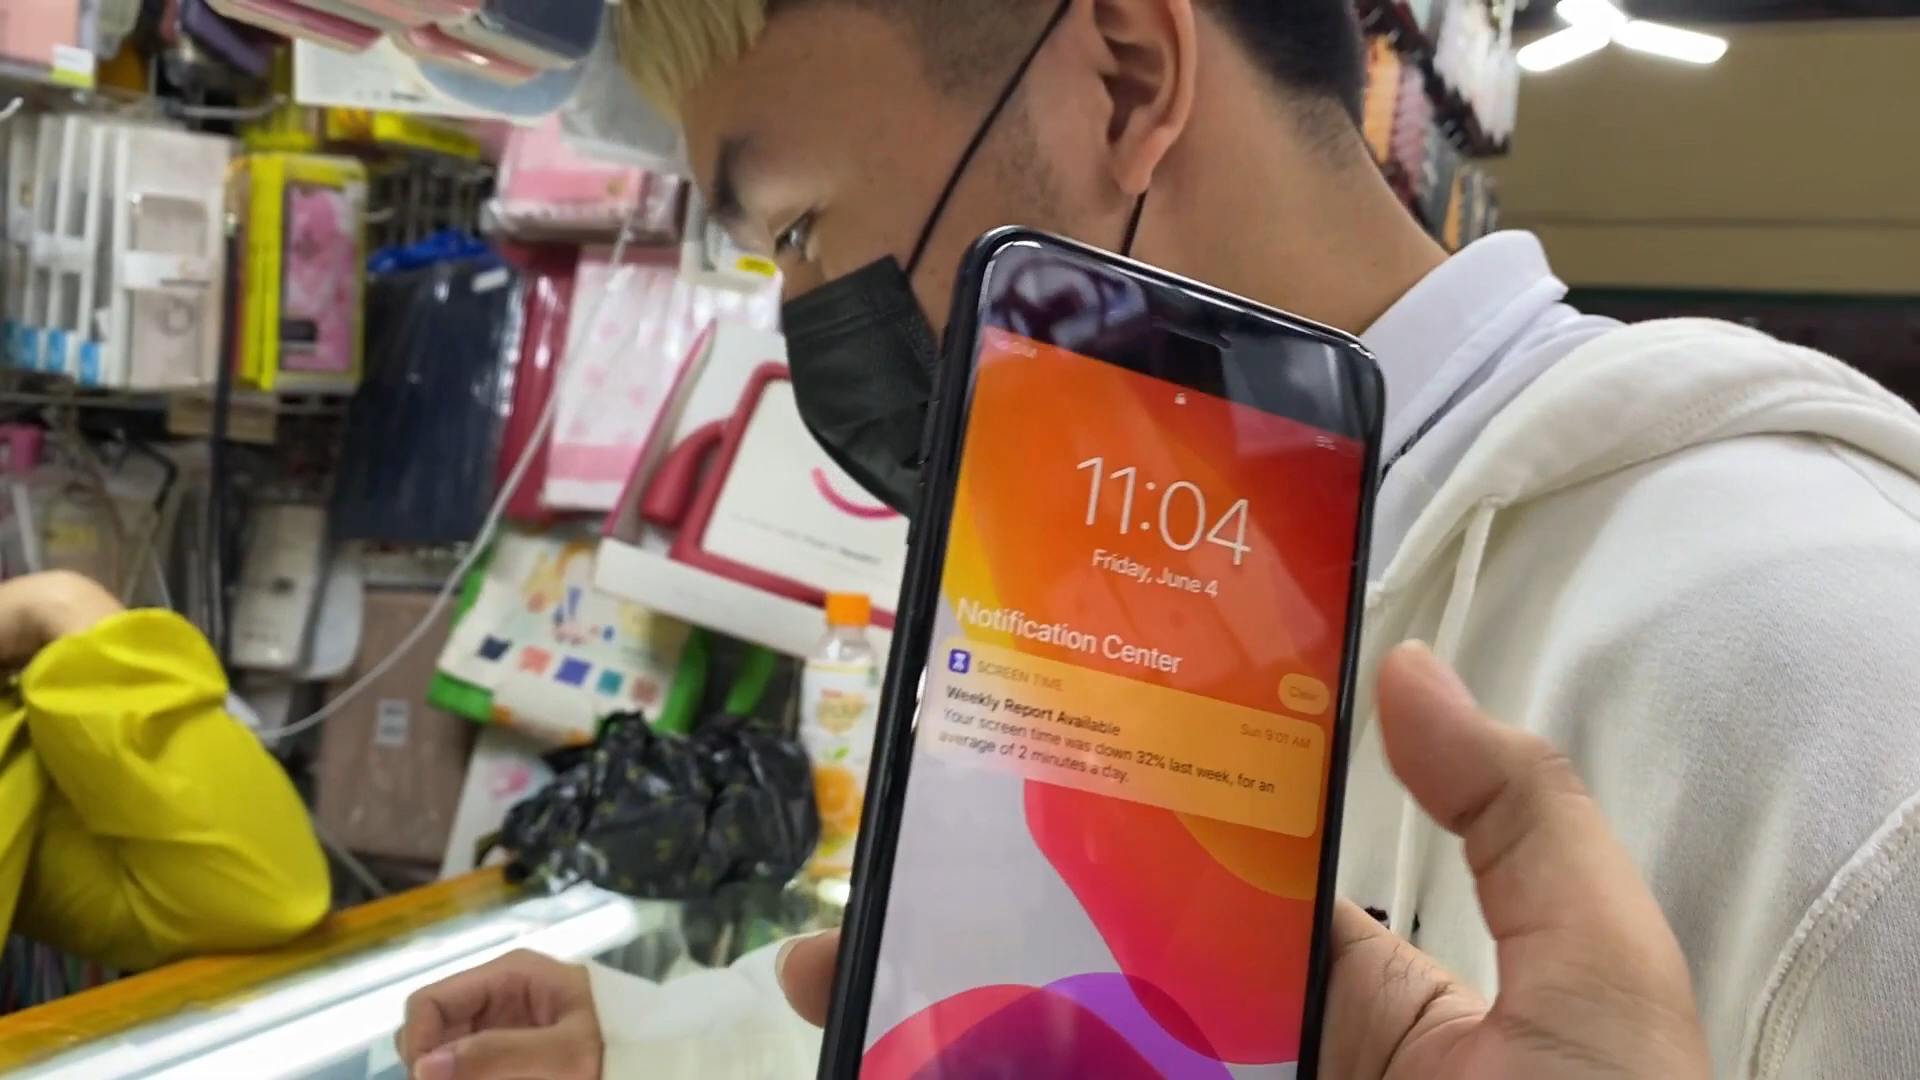 11:04
Friday, June 4
Notification Center
SCREEN TIME
Clear
Sun 9:01 AM
Weekly Report Available
Your screen time was down 32% last week, for an
average of 2 minutes a day.